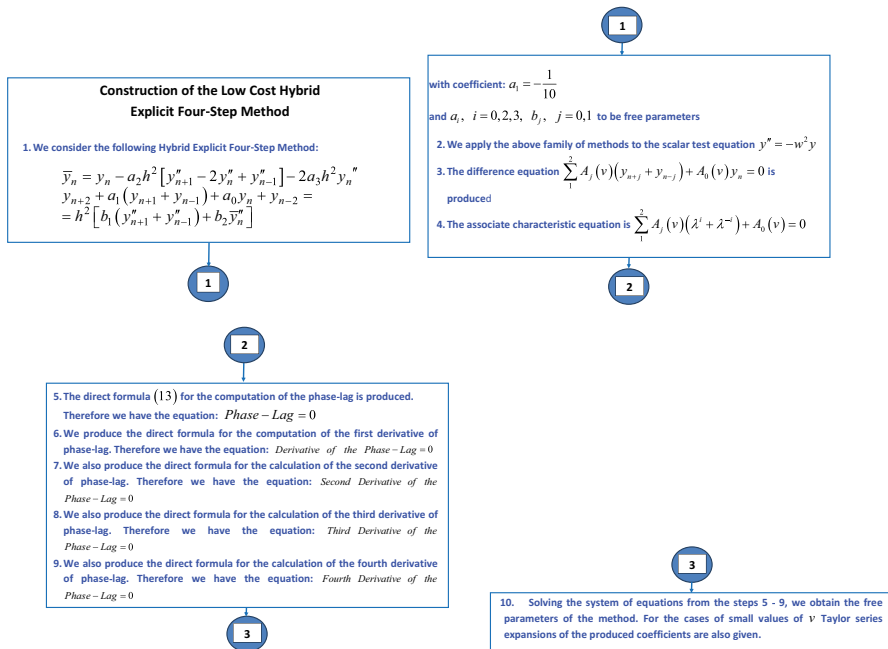 Construction of the Low Cost Hybrid
Explicit Four-Step Method
1. We consider the following Hybrid Explicit Four-Step Method:
ȳ_n = y_n − a_2h^2[y″_{n+1} − 2y″_n + y″_{n−1}] − 2a_3h^2y_n″
y_{n+2} + a_1(y_{n+1} + y_{n−1}) + a_0y_n + y_{n−2} =
= h^2[b_1(y″_{n+1} + y″_{n−1}) + b_2ȳ″_n]
1
1
with coefficient: a_1 = −1/10
and a_i, i = 0,2,3, b_j, j = 0,1 to be free parameters
2. We apply the above family of methods to the scalar test equation y″ = −w^2y
3. The difference equation ∑_1^2 A_j(v)(y_{n+j} + y_{n−j}) + A_0(v)y_n = 0 is
produced
4. The associate characteristic equation is ∑_1^2 A_j(v)(λ^i + λ^{−i}) + A_0(v) = 0
2
2
5. The direct formula (13) for the computation of the phase-lag is produced.
Therefore we have the equation: Phase − Lag = 0
6. We produce the direct formula for the computation of the first derivative of
phase-lag. Therefore we have the equation: Derivative of the Phase − Lag = 0
7. We also produce the direct formula for the calculation of the second derivative
of phase-lag. Therefore we have the equation: Second Derivative of the
Phase − Lag = 0
8. We also produce the direct formula for the calculation of the third derivative of
phase-lag. Therefore we have the equation: Third Derivative of the
Phase − Lag = 0
9. We also produce the direct formula for the calculation of the fourth derivative
of phase-lag. Therefore we have the equation: Fourth Derivative of the
Phase − Lag = 0
3
3
10. Solving the system of equations from the steps 5 - 9, we obtain the free
parameters of the method. For the cases of small values of v Taylor series
expansions of the produced coefficients are also given.